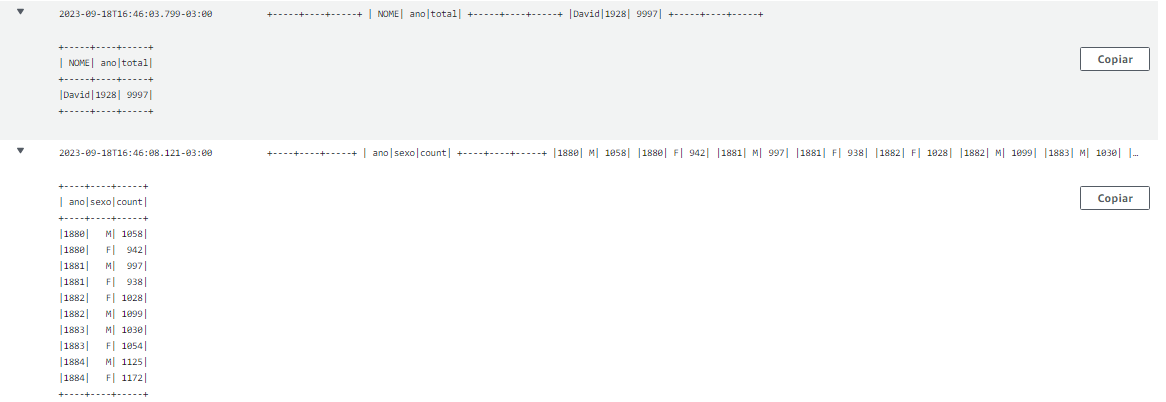 2023-09-18T16:46:03.799-03:00 +-----+----+-----+ | NOME| ano|total| +-----+----+-----+ |David|1928| 9997| +-----+----+-----+
+-----+----+-----+
| NOME| ano|total|
+-----+----+-----+
|David|1928| 9997|
+-----+----+-----+
Copiar
2023-09-18T16:46:08.121-03:00 +----+----+-----+ | ano|sexo|count| +----+----+-----+ |1880| M| 1058| |1880| F| 942| |1881| M| 997| |1881| F| 938| |1882| F| 1028| |1882| M| 1099| |1883| M| 1030| |…
+----+----+-----+
| ano|sexo|count|
+----+----+-----+
|1880|   M| 1058|
|1880|   F|  942|
|1881|   M|  997|
|1881|   F|  938|
|1882|   F| 1028|
|1882|   M| 1099|
|1883|   M| 1030|
|1883|   F| 1054|
|1884|   M| 1125|
|1884|   F| 1172|
+----+----+-----+
Copiar